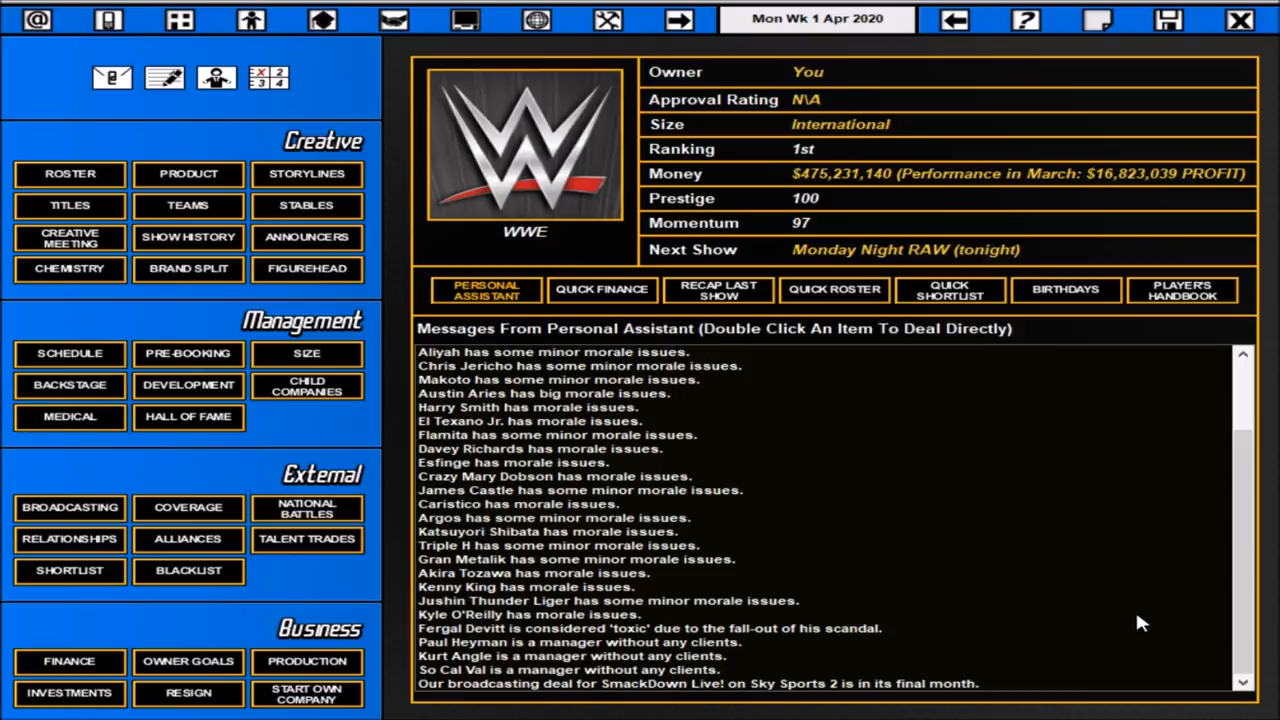 Mon Wk 1 Apr 2020
Creative
ROSTER
PRODUCT
STORYLINES
TITLES
TEAMS
STABLES
CREATIVE
MEETING
SHOW HISTORY
ANNOUNCERS
CHEMISTRY
BRAND SPLIT
FIGUREHEAD
Management
SCHEDULE
PRE-BOOKING
SIZE
BACKSTAGE
DEVELOPMENT
CHILD
COMPANIES
MEDICAL
HALL OF FAME
External
BROADCASTING
COVERAGE
NATIONAL
BATTLES
RELATIONSHIPS
ALLIANCES
TALENT TRADES
SHORTLIST
BLACKLIST
Business
FINANCE
OWNER GOALS
PRODUCTION
INVESTMENTS
RESIGN
START OWN
COMPANY
WWE
Owner You
Approval Rating N\A
Size International
Ranking 1st
Money $475,231,140 (Performance in March: $16,823,039 PROFIT)
Prestige 100
Momentum 97
Next Show Monday Night RAW (tonight)
PERSONAL
ASSISTANT
QUICK FINANCE
RECAP LAST
SHOW
QUICK ROSTER
QUICK
SHORTLIST
BIRTHDAYS
PLAYER'S
HANDBOOK
Messages From Personal Assistant (Double Click An Item To Deal Directly)
Aliyah has some minor morale issues.
Chris Jericho has some minor morale issues.
Makoto has some minor morale issues.
Austin Aries has big morale issues.
Harry Smith has morale issues.
El Texano Jr. has morale issues.
Flamita has some minor morale issues.
Davey Richards has morale issues.
Esfinge has morale issues.
Crazy Mary Dobson has morale issues.
James Castle has some minor morale issues.
Caristico has morale issues.
Argos has some minor morale issues.
Katsuyori Shibata has morale issues.
Triple H has some minor morale issues.
Gran Metalik has some minor morale issues.
Akira Tozawa has morale issues.
Kenny King has morale issues.
Jushin Thunder Liger has some minor morale issues.
Kyle O'Reilly has morale issues.
Fergal Devitt is considered 'toxic' due to the fall-out of his scandal.
Paul Heyman is a manager without any clients.
Kurt Angle is a manager without any clients.
So Cal Val is a manager without any clients.
Our broadcasting deal for SmackDown Live! on Sky Sports 2 is in its final month.